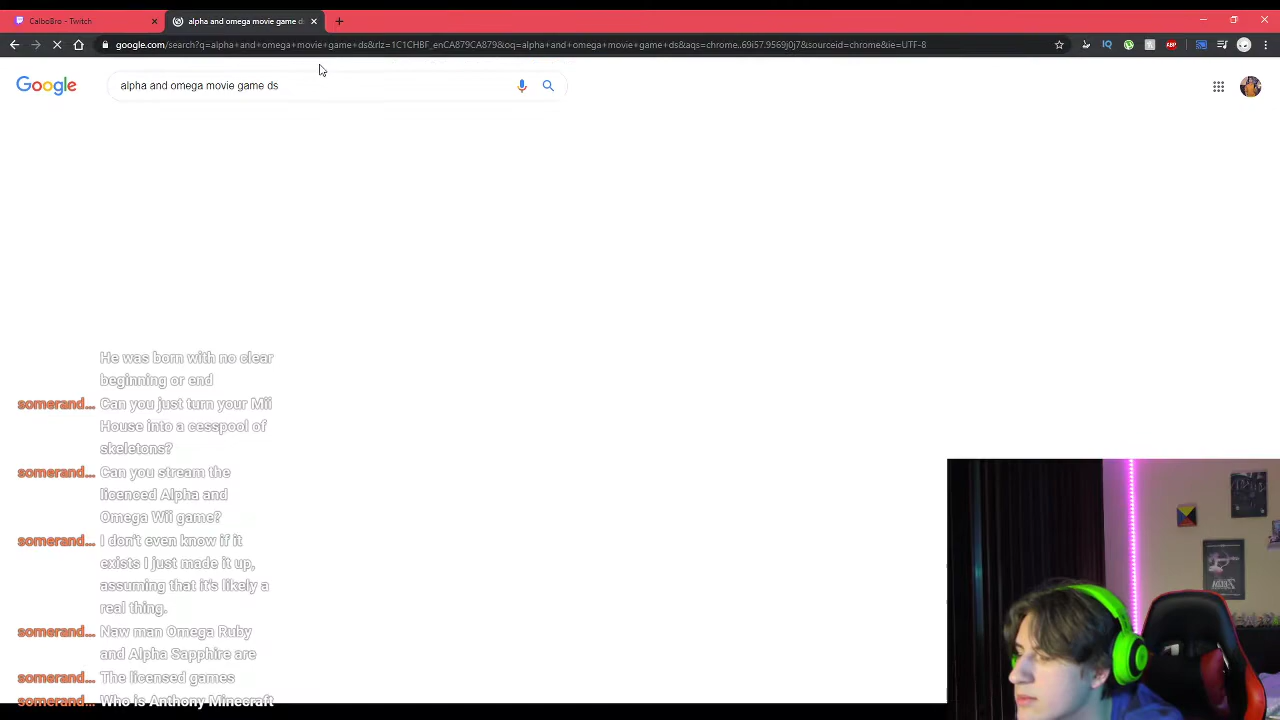 CalboBro - Twitch
alpha and omega movie game ds
google.com/search?q=alpha+and+omega+movie+game+ds&rlz=1C1CHBF_enCA879CA879&oq=alpha+and+omega+movie+game+ds&aqs=chrome..69i57.9569j0j7&sourceid=chrome&ie=UTF-8
Google
alpha and omega movie game ds
He was born with no clear
beginning or end
somerand... Can you just turn your Mii
House into a cesspool of
skeletons?
somerand... Can you stream the
licenced Alpha and
Omega Wii game?
somerand... I don't even know if it
exists I just made it up,
assuming that it's likely a
real thing.
somerand... Naw man Omega Ruby
and Alpha Sapphire are
somerand... The licensed games
somerand... Who is Anthony Minecraft